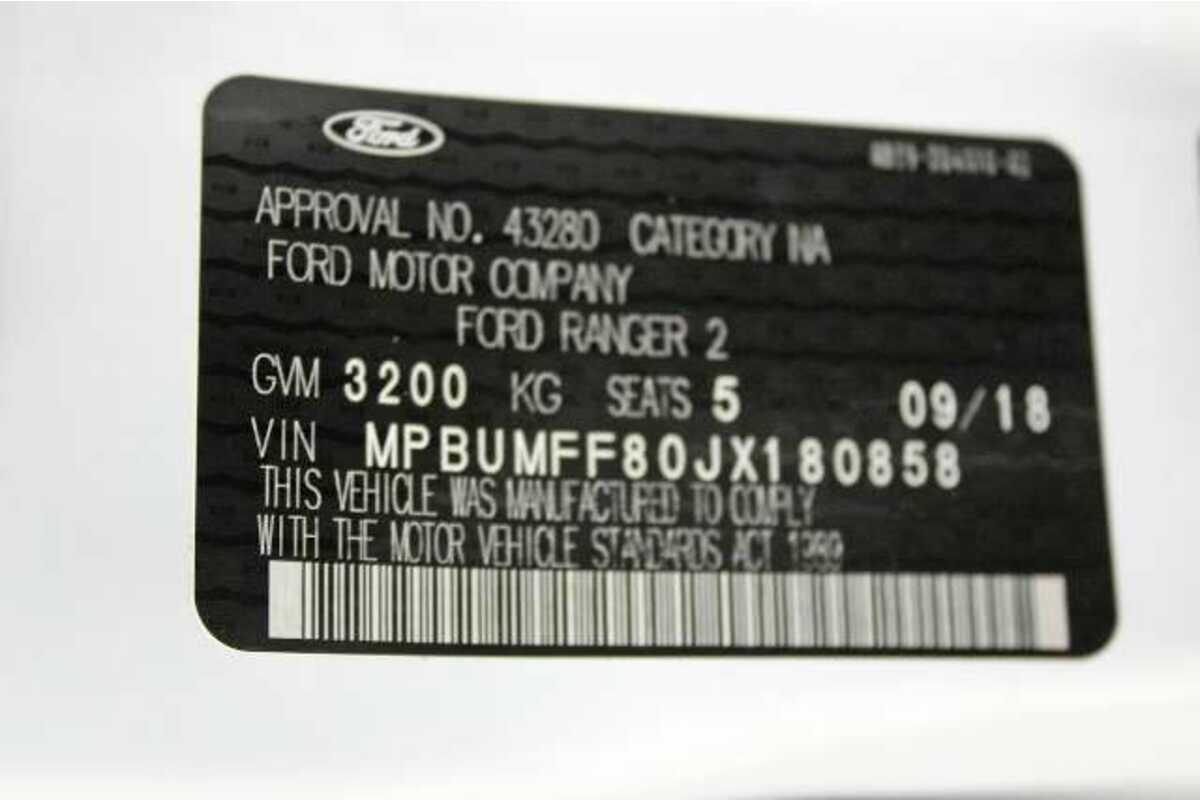 Ford
APPROVAL NO. 43280 CATEGORY NA
FORD MOTOR COMPANY
FORD RANGER 2
GVM 3200 KG SEATS 5 09/18
VIN MPBUMFF80JX180858
THIS VEHICLE WAS MANUFACTURED TO COMPLY
WITH THE MOTOR VEHICLE STANDARDS ACT 1989